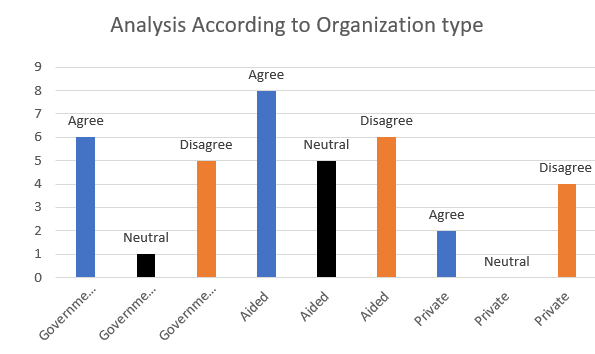 Analysis According to Organization type
9
8
7
6
5
4
3
2
1
0
Agree
Neutral
Disagree
Agree
Neutral
Disagree
Agree
Neutral
Disagree
Governme...
Governme...
Governme...
Aided
Aided
Aided
Private
Private
Private